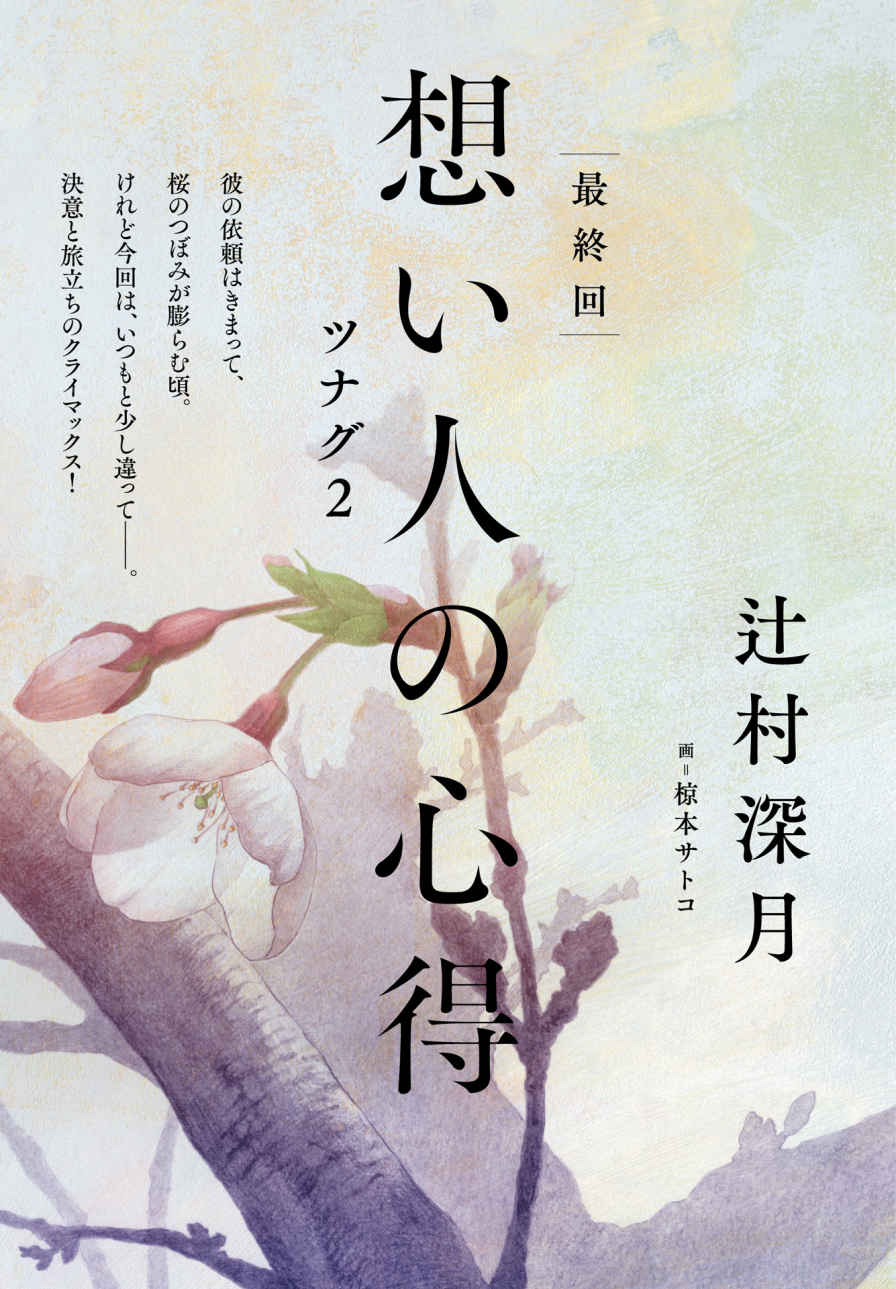 最終回
想い人の心得
ツナグ2
辻村深月
画=椋本サトコ
彼の依頼はきまって、
桜のつぼみが膨らむ頃。
けれど今回は、いつもと少し違って――。
決意と旅立ちのクライマックス！